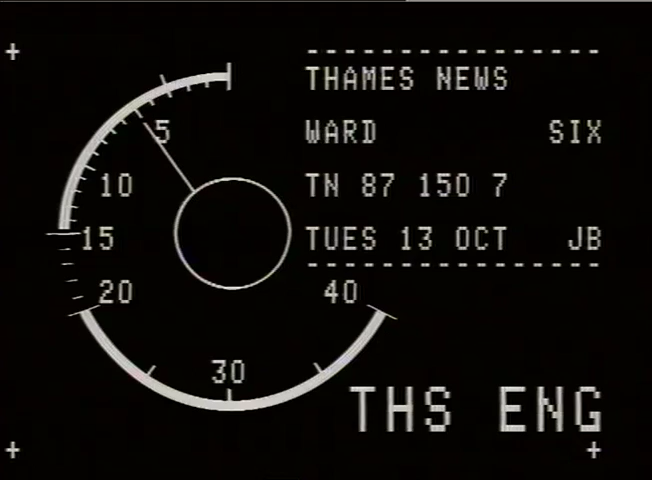 THAMES NEWS
WARD SIX
TN 87 150 7
TUES 13 OCT JB
5
10
15
20
30
40
THS ENG